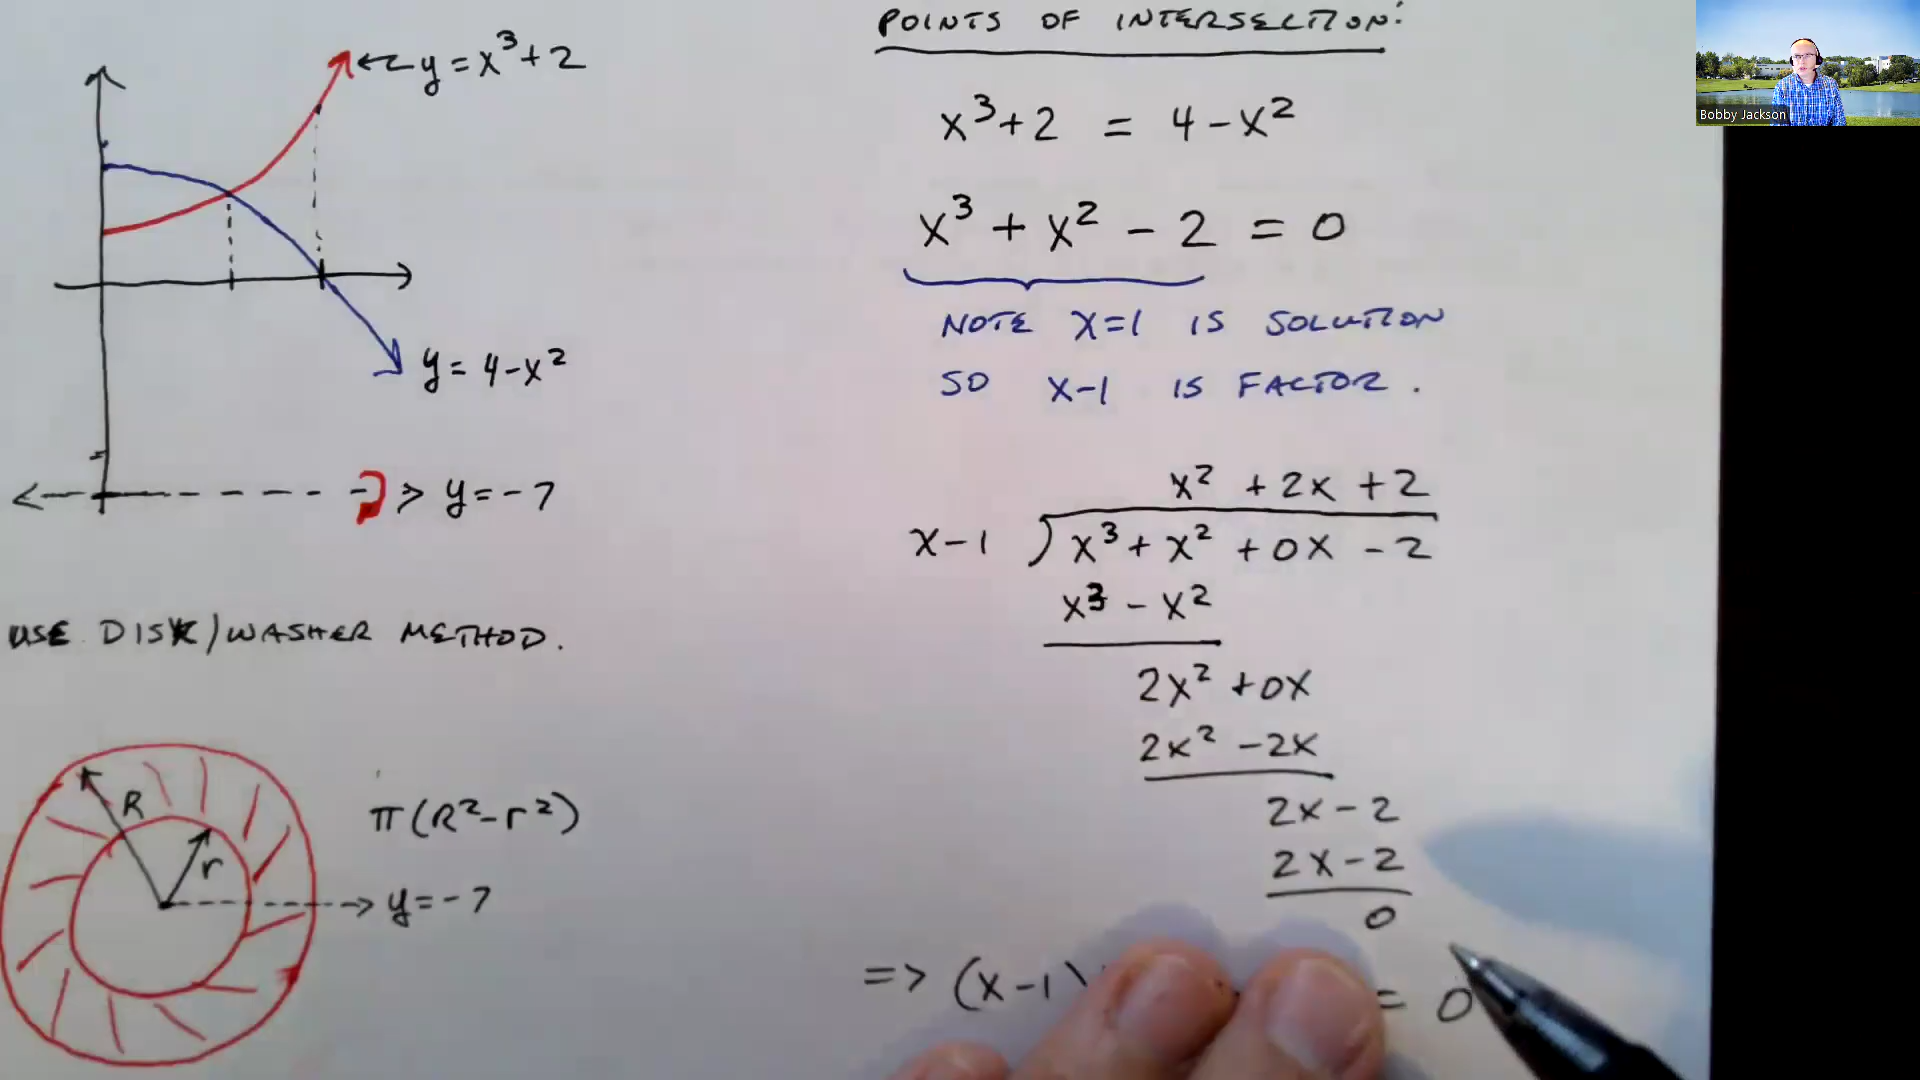 y = x³+2
y = 4-x²
y = -7
USE DISK/WASHER METHOD.
R
r
π(R²-r²)
y = -7
POINTS OF INTERSECTION:
x³+2 = 4-x²
x³ + x² - 2 = 0
NOTE x=1 IS SOLUTION
SO x-1 IS FACTOR.
x² + 2x + 2
x-1 ) x³ + x² + 0x - 2
x³ - x²
2x² + 0x
2x² - 2x
2x - 2
2x - 2
0
=> (x-1) = 0
Bobby Jackson